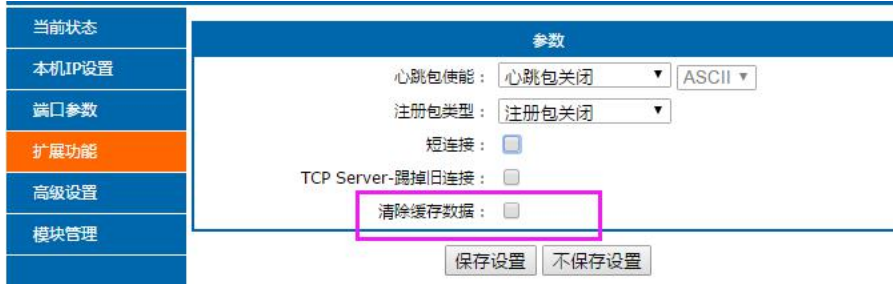 当前状态
本机IP设置
端口参数
扩展功能
高级设置
模块管理
参数
心跳包使能： 心跳包关闭 ASCII
注册包类型： 注册包关闭
短连接：
TCP Server-踢掉旧连接：
清除缓存数据：
保存设置 不保存设置